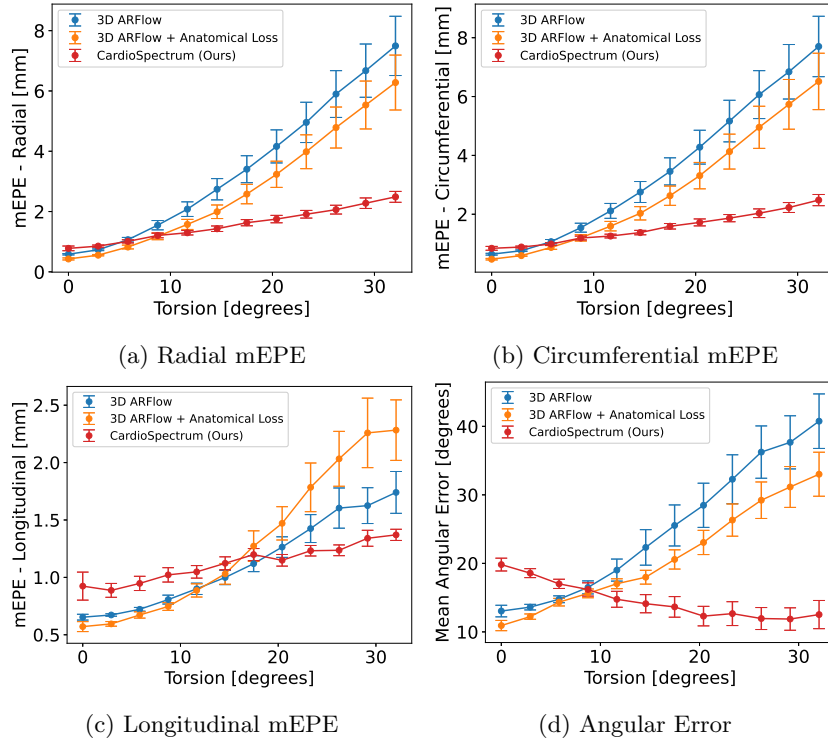 8
6
4
2
0
mEPE - Radial [mm]
3D ARFlow
3D ARFlow + Anatomical Loss
CardioSpectrum (Ours)
0 10 20 30
Torsion [degrees]
(a) Radial mEPE
8
6
4
2
mEPE - Circumferential [mm]
3D ARFlow
3D ARFlow + Anatomical Loss
CardioSpectrum (Ours)
0 10 20 30
Torsion [degrees]
(b) Circumferential mEPE
2.5
2.0
1.5
1.0
0.5
mEPE - Longitudinal [mm]
3D ARFlow
3D ARFlow + Anatomical Loss
CardioSpectrum (Ours)
0 10 20 30
Torsion [degrees]
(c) Longitudinal mEPE
40
30
20
10
Mean Angular Error [degrees]
3D ARFlow
3D ARFlow + Anatomical Loss
CardioSpectrum (Ours)
0 10 20 30
Torsion [degrees]
(d) Angular Error